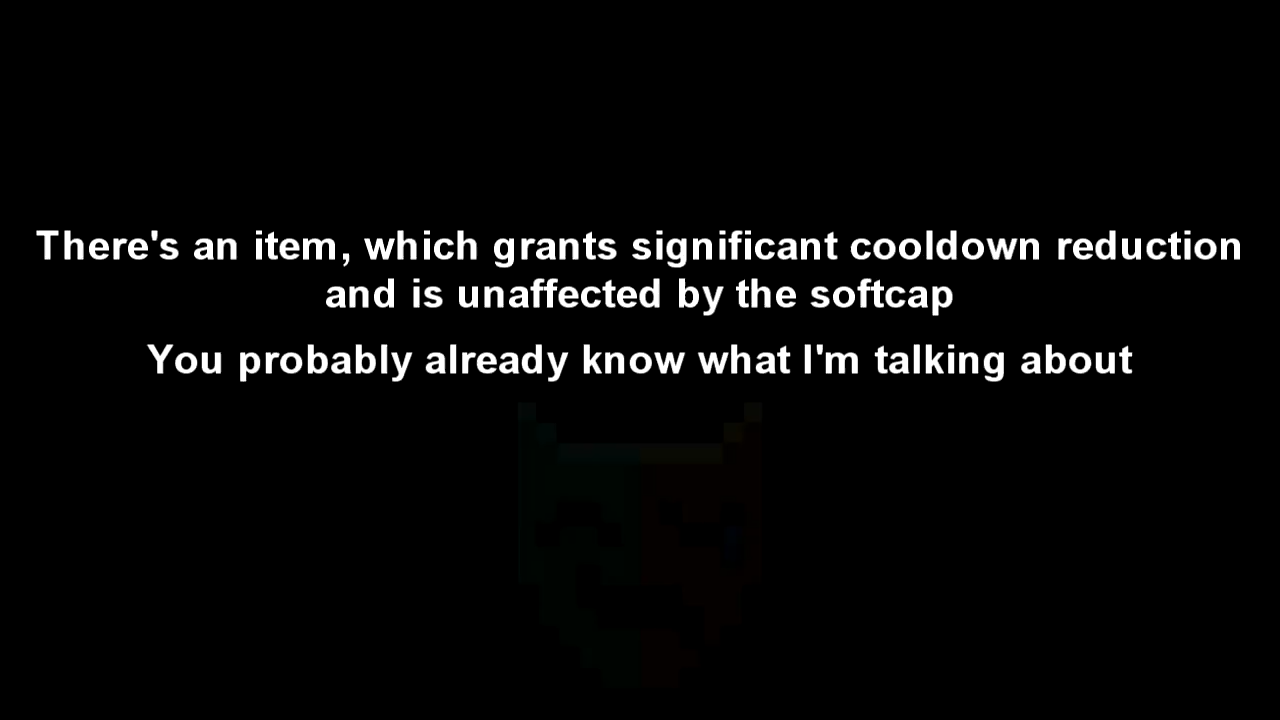 There's an item, which grants significant cooldown reduction
and is unaffected by the softcap
You probably already know what I'm talking about